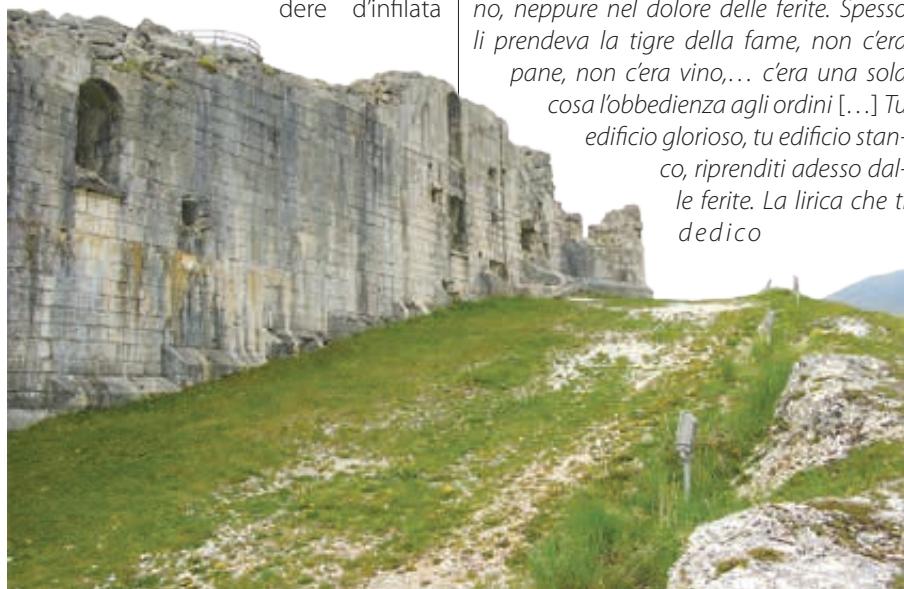 dere d'infilata
no, neppure nel dolore delle ferite. Spesso
li prendeva la tigre della fame, non c'era
pane, non c'era vino,… c'era una sola
cosa l'obbedienza agli ordini […] Tu
edificio glorioso, tu edificio stan-
co, riprenditi adesso dal-
le ferite. La lirica che ti
dedico